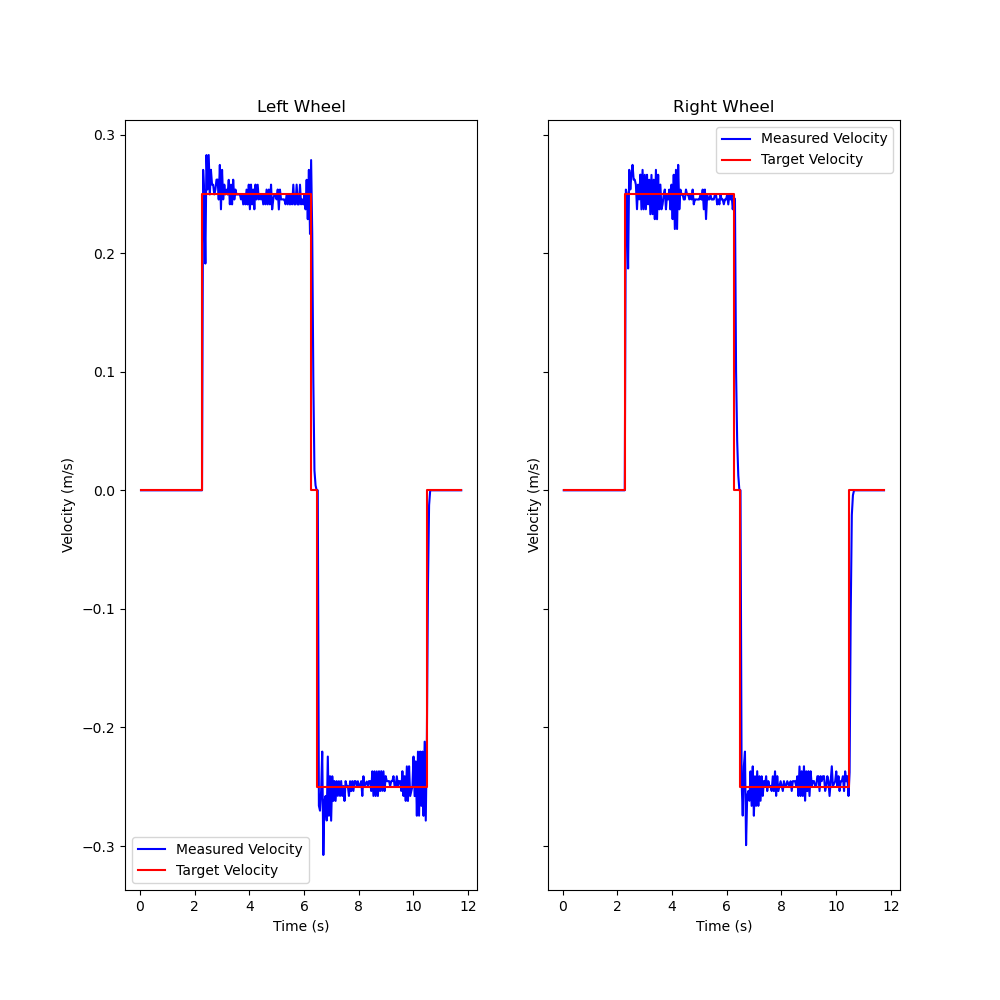 Left Wheel
Velocity (m/s)
0.3
0.2
0.1
0.0
−0.1
−0.2
−0.3
Measured Velocity
Target Velocity
0 2 4 6 8 10 12
Time (s)
Right Wheel
Velocity (m/s)
Measured Velocity
Target Velocity
0 2 4 6 8 10 12
Time (s)